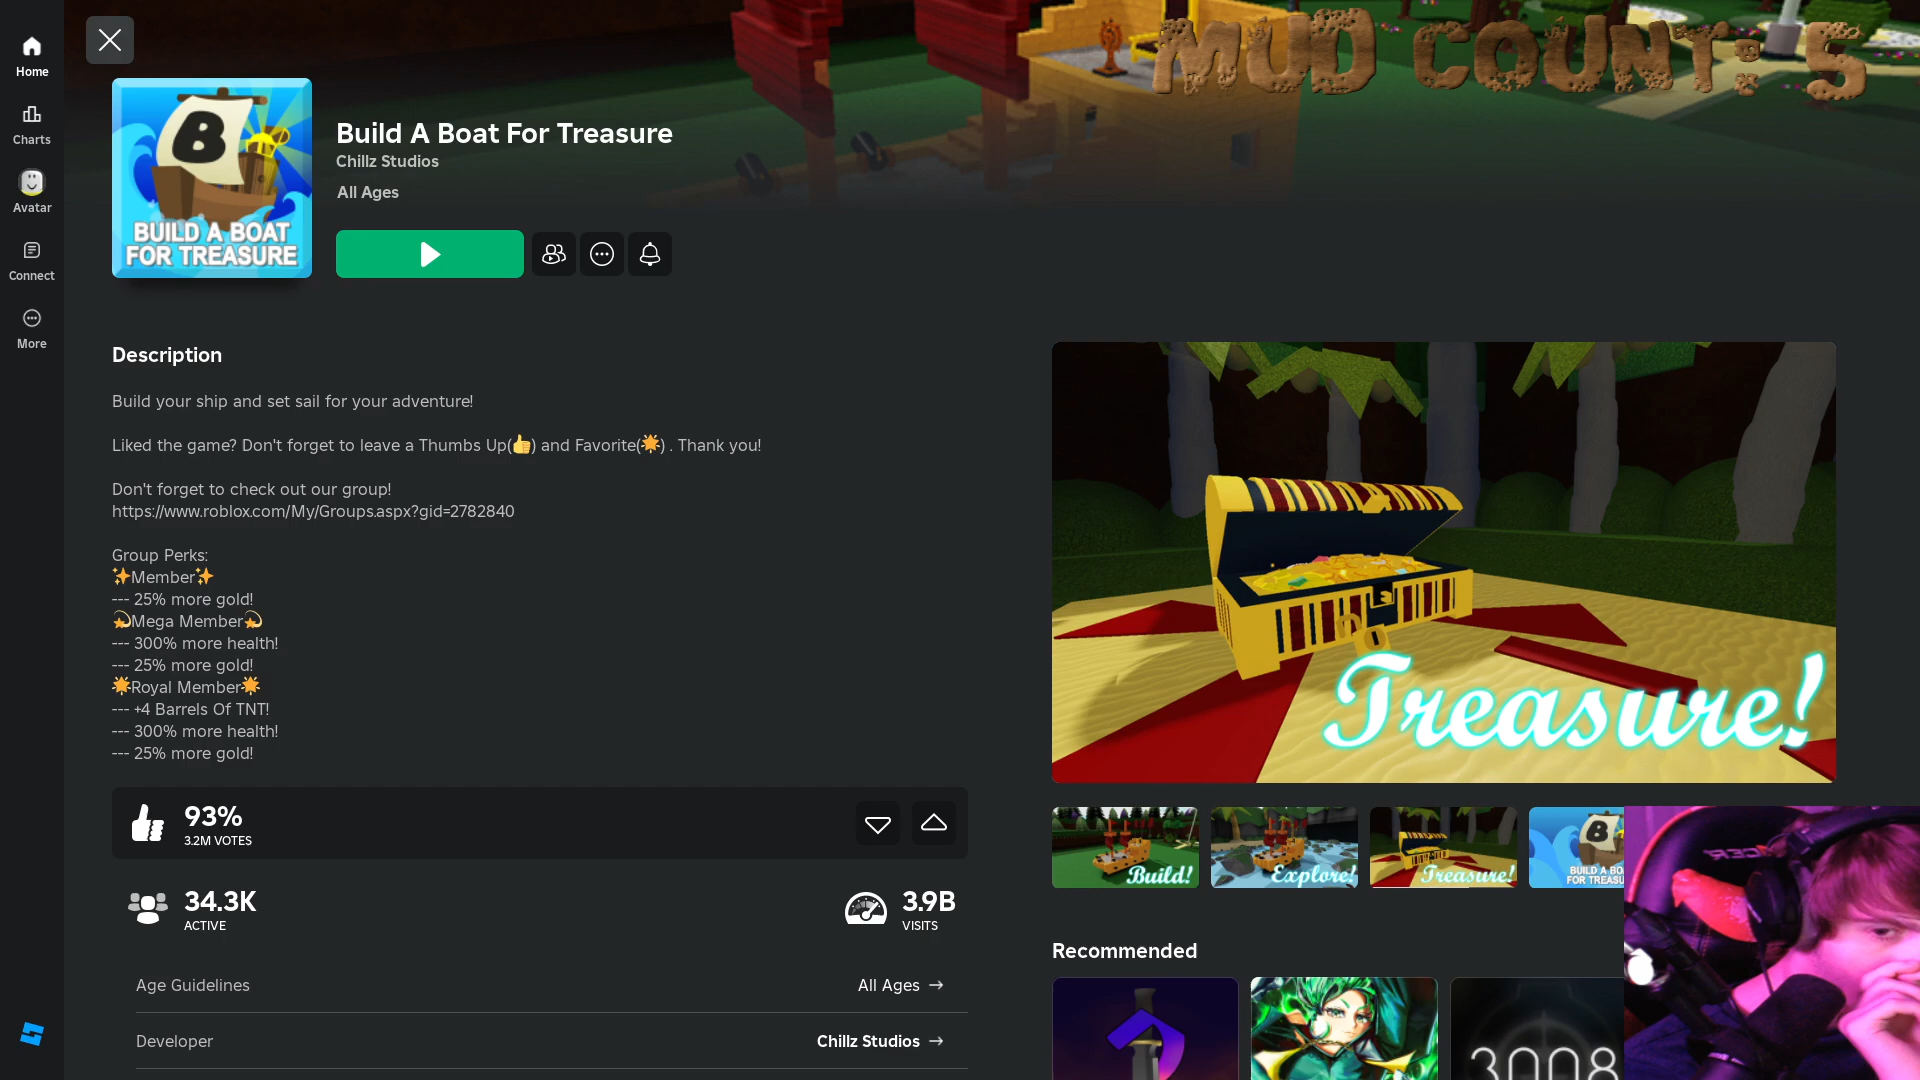 Home
Charts
Avatar
Connect
More
MUD COUNT: 5
B
BUILD A BOAT
FOR TREASURE
Build A Boat For Treasure
Chillz Studios
All Ages
Description
Build your ship and set sail for your adventure!
Liked the game? Don't forget to leave a Thumbs Up(👍) and Favorite(🌟) . Thank you!
Don't forget to check out our group!
https://www.roblox.com/My/Groups.aspx?gid=2782840
Group Perks:
✨Member✨
--- 25% more gold!
💫Mega Member💫
--- 300% more health!
--- 25% more gold!
🌟Royal Member🌟
--- +4 Barrels Of TNT!
--- 300% more health!
--- 25% more gold!
93%
3.2M VOTES
34.3K
ACTIVE
3.9B
VISITS
Age Guidelines
All Ages →
Developer
Chillz Studios →
Treasure!
Build!
Explore!
Treasure!
B
BUILD A BOA
FOR TREASU
Recommended
3008